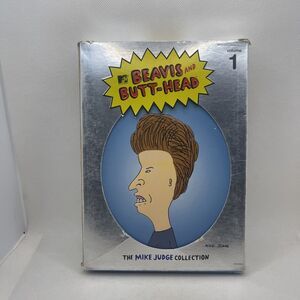 volume
1
MTV
BEAVIS AND
BUTT-HEAD
THE MIKE JUDGE COLLECTION